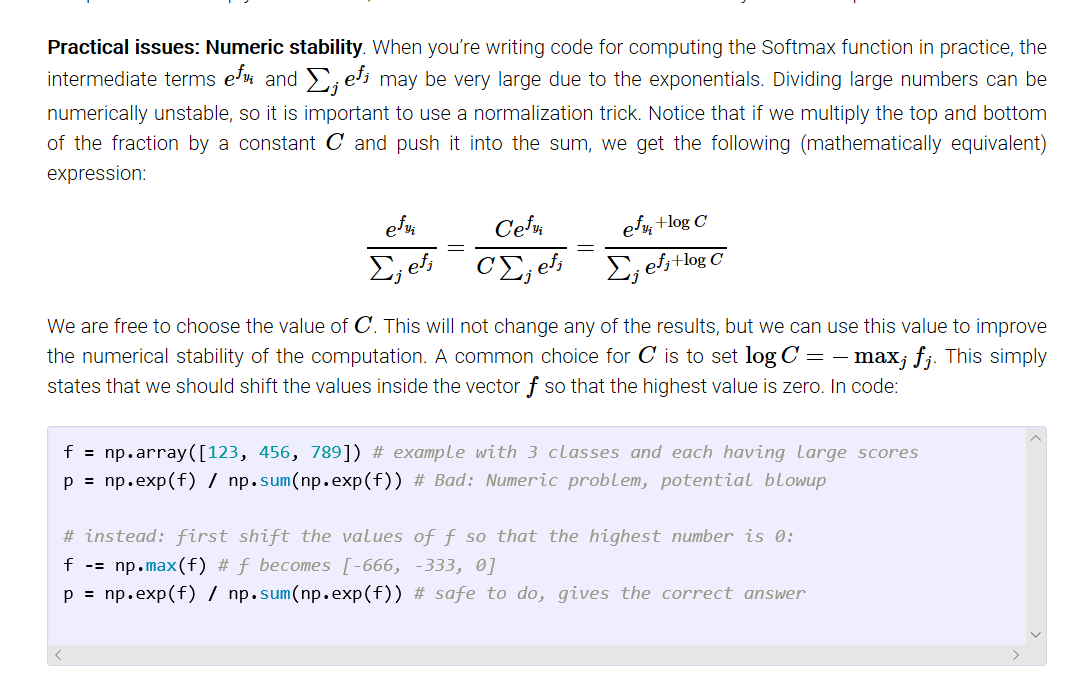 Practical issues: Numeric stability. When you're writing code for computing the Softmax function in practice, the
intermediate terms $e^{f_{y_i}}$ and $\sum_j e^{f_j}$ may be very large due to the exponentials. Dividing large numbers can be
numerically unstable, so it is important to use a normalization trick. Notice that if we multiply the top and bottom
of the fraction by a constant $C$ and push it into the sum, we get the following (mathematically equivalent)
expression:
$\frac{e^{f_{y_i}}}{\sum_j e^{f_j}} = \frac{Ce^{f_{y_i}}}{C\sum_j e^{f_j}} = \frac{e^{f_{y_i}+\log C}}{\sum_j e^{f_j+\log C}}$
We are free to choose the value of $C$. This will not change any of the results, but we can use this value to improve
the numerical stability of the computation. A common choice for $C$ is to set $\log C = -\max_j f_j$. This simply
states that we should shift the values inside the vector $f$ so that the highest value is zero. In code:
f = np.array([123, 456, 789]) # example with 3 classes and each having large scores
p = np.exp(f) / np.sum(np.exp(f)) # Bad: Numeric problem, potential blowup
# instead: first shift the values of f so that the highest number is 0:
f -= np.max(f) # f becomes [-666, -333, 0]
p = np.exp(f) / np.sum(np.exp(f)) # safe to do, gives the correct answer